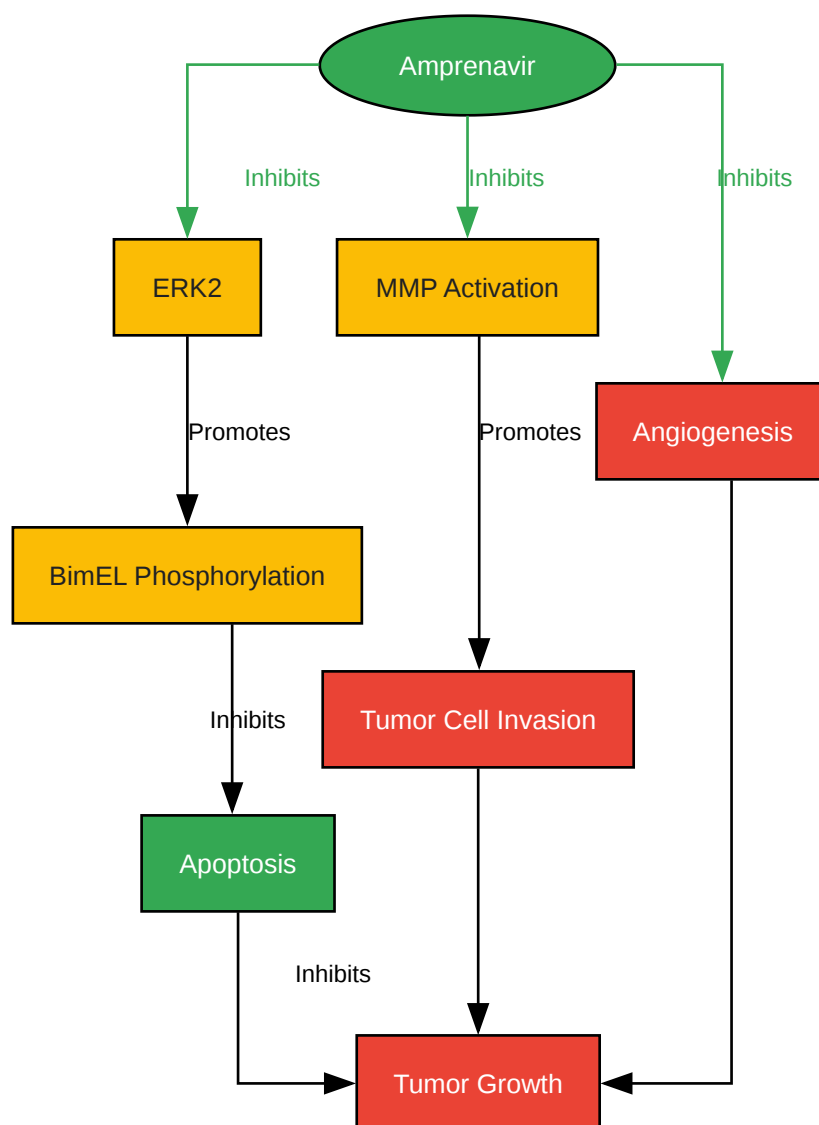 Amprenavir
Inhibits
Inhibits
Inhibits
ERK2
MMP Activation
Angiogenesis
Promotes
Promotes
BimEL Phosphorylation
Tumor Cell Invasion
Inhibits
Apoptosis
Inhibits
Tumor Growth